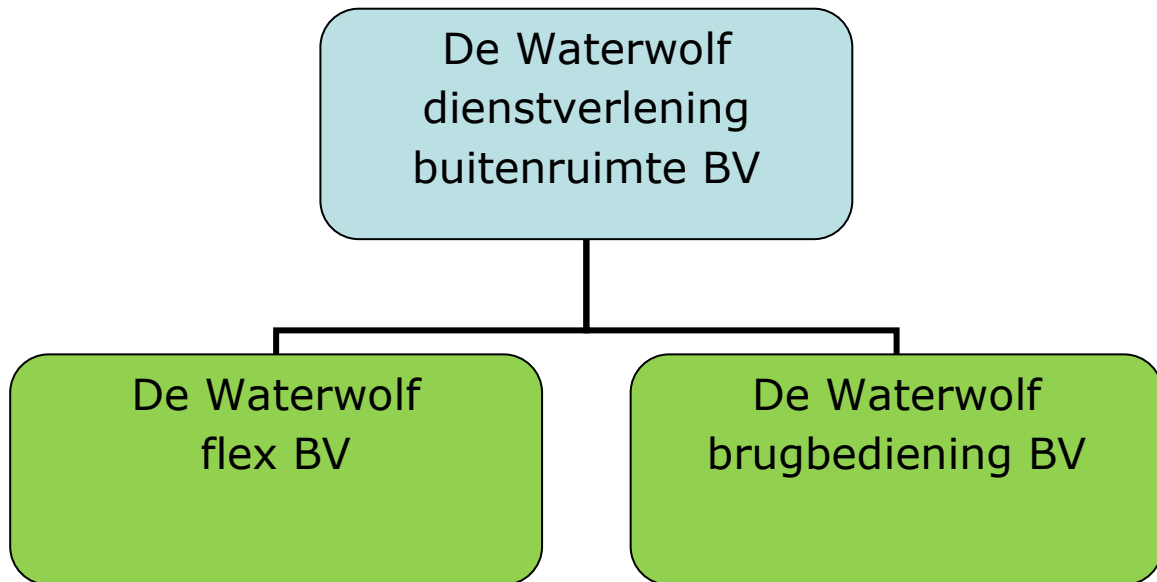 De Waterwolf
dienstverlening
buitenruimte BV
De Waterwolf
flex BV
De Waterwolf
brugbediening BV